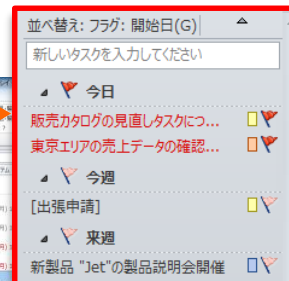 並べ替え: フラグ: 開始日(G)
新しいタスクを入力してください
今日
販売カタログの見直しタスクにつ...
東京エリアの売上データの確認...
今週
[出張申請]
来週
新製品 "Jet"の製品説明会開催